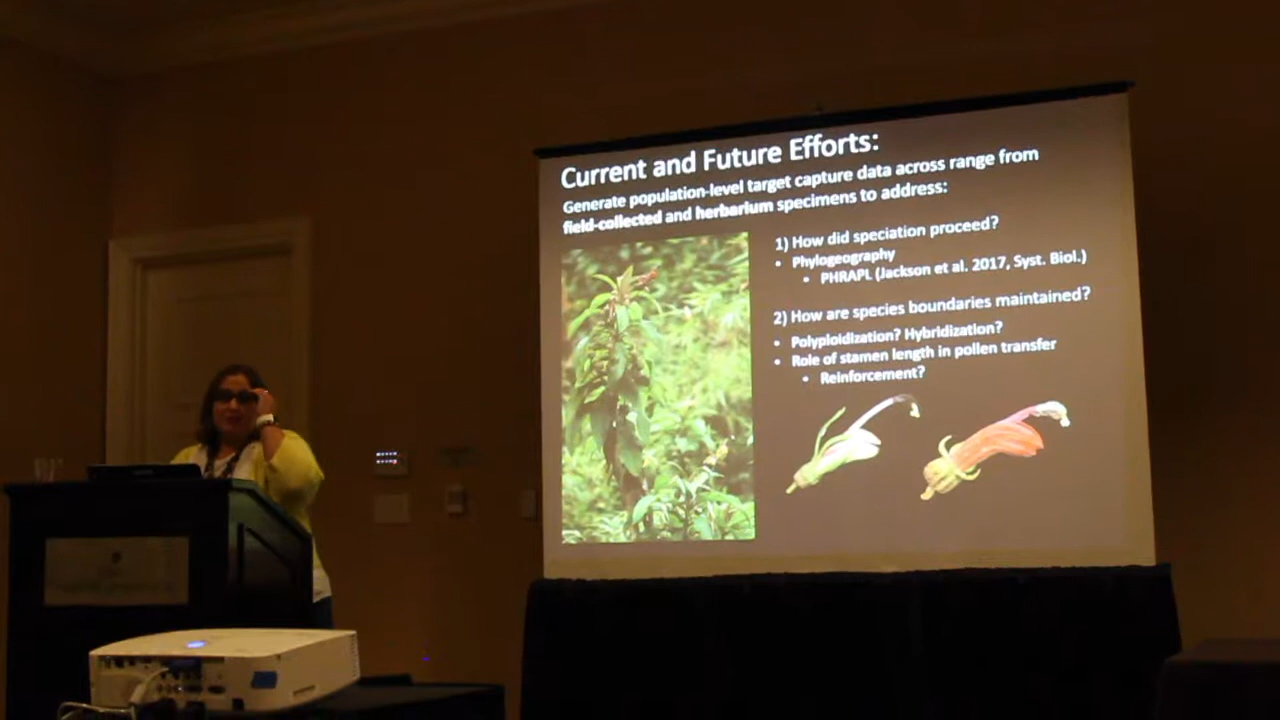 Current and Future Efforts:
Generate population-level target capture data across range from
field-collected and herbarium specimens to address:
1) How did speciation proceed?
• Phylogeography
• PHRAPL (Jackson et al. 2017, Syst. Biol.)
2) How are species boundaries maintained?
• Polyploidization? Hybridization?
• Role of stamen length in pollen transfer
• Reinforcement?